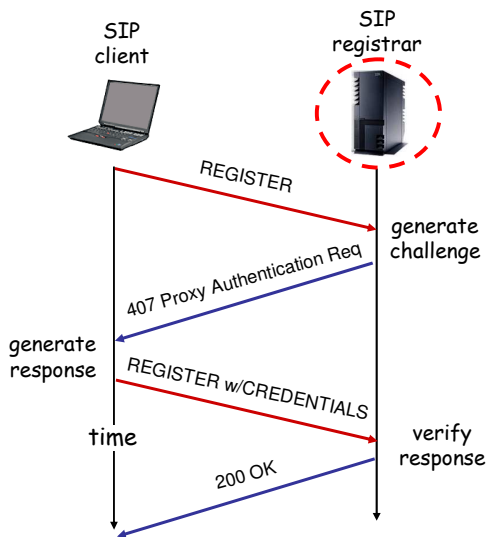 SIP
client
SIP
registrar
REGISTER
generate
challenge
407 Proxy Authentication Req
generate
response
REGISTER w/CREDENTIALS
time
verify
response
200 OK